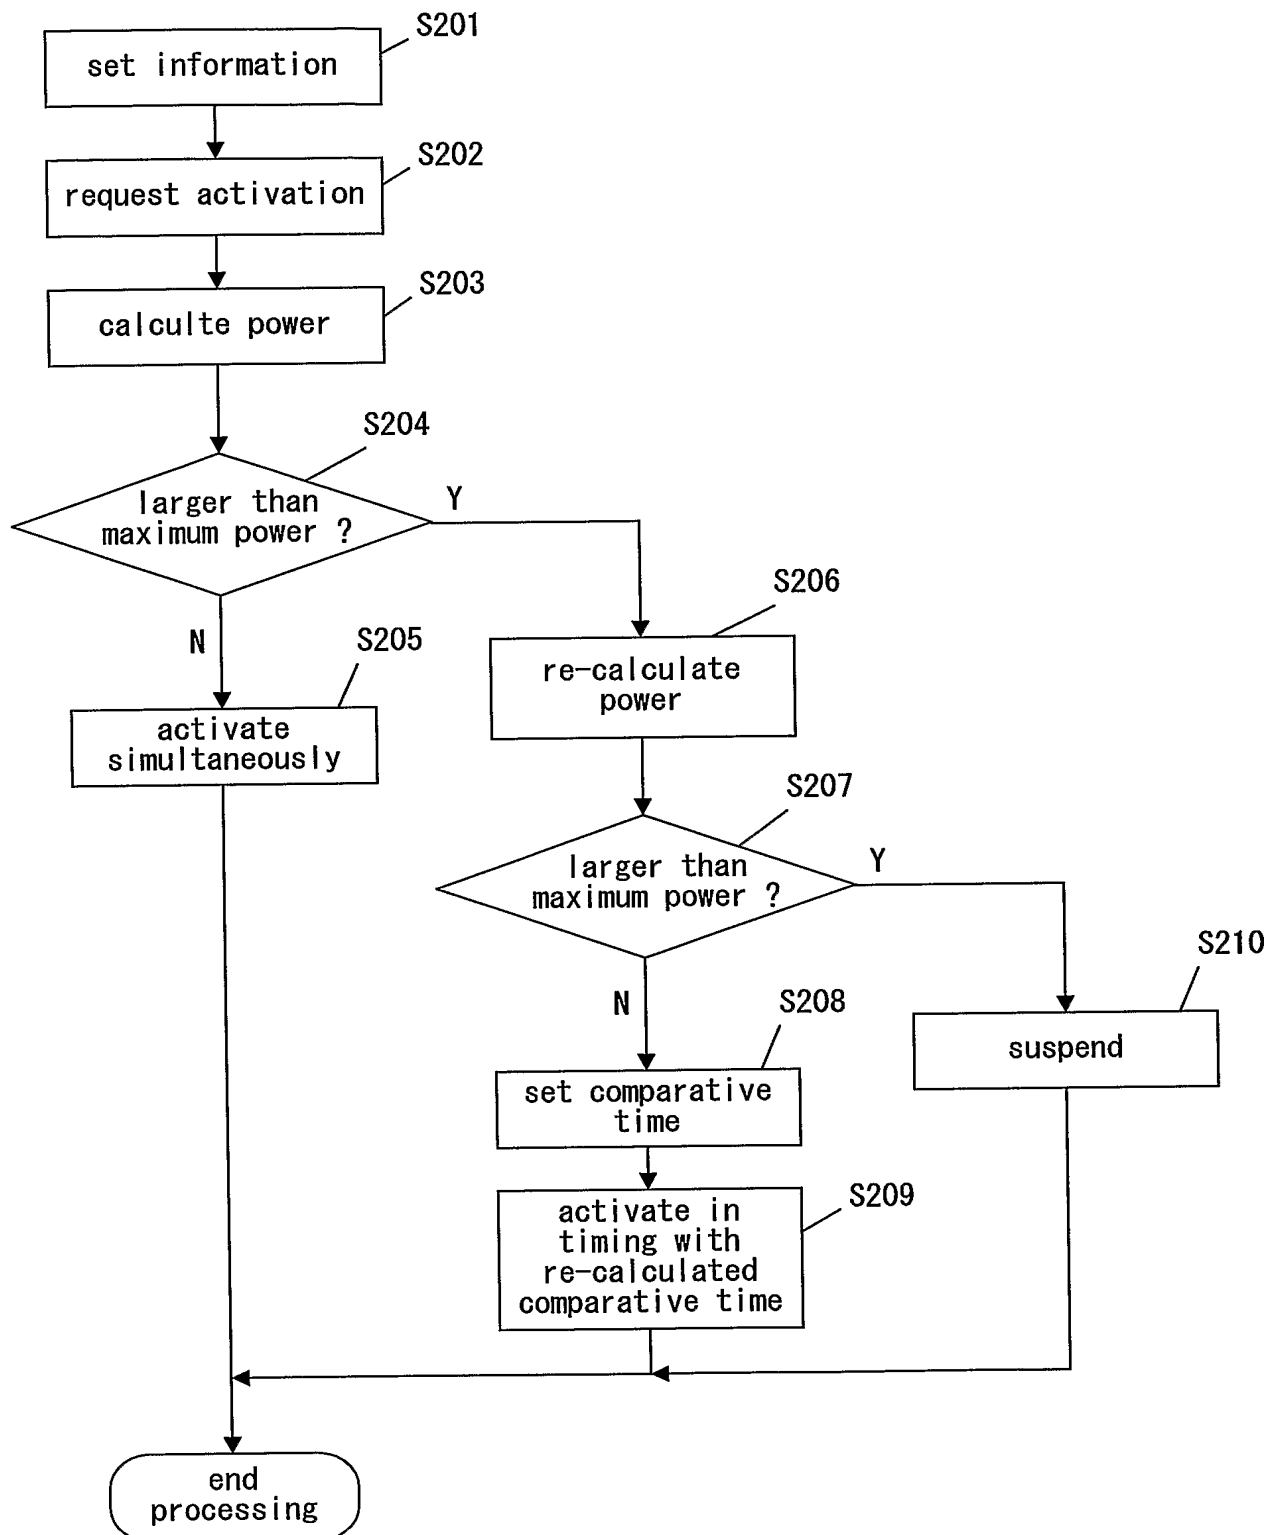 S201
set information
S202
request activation
S203
calculte power
S204
larger than
maximum power ?
Y
N
S205
activate
simultaneously
S206
re-calculate
power
S207
larger than
maximum power ?
Y
N
S208
set comparative
time
S209
activate in
timing with
re-calculated
comparative time
S210
suspend
end
processing